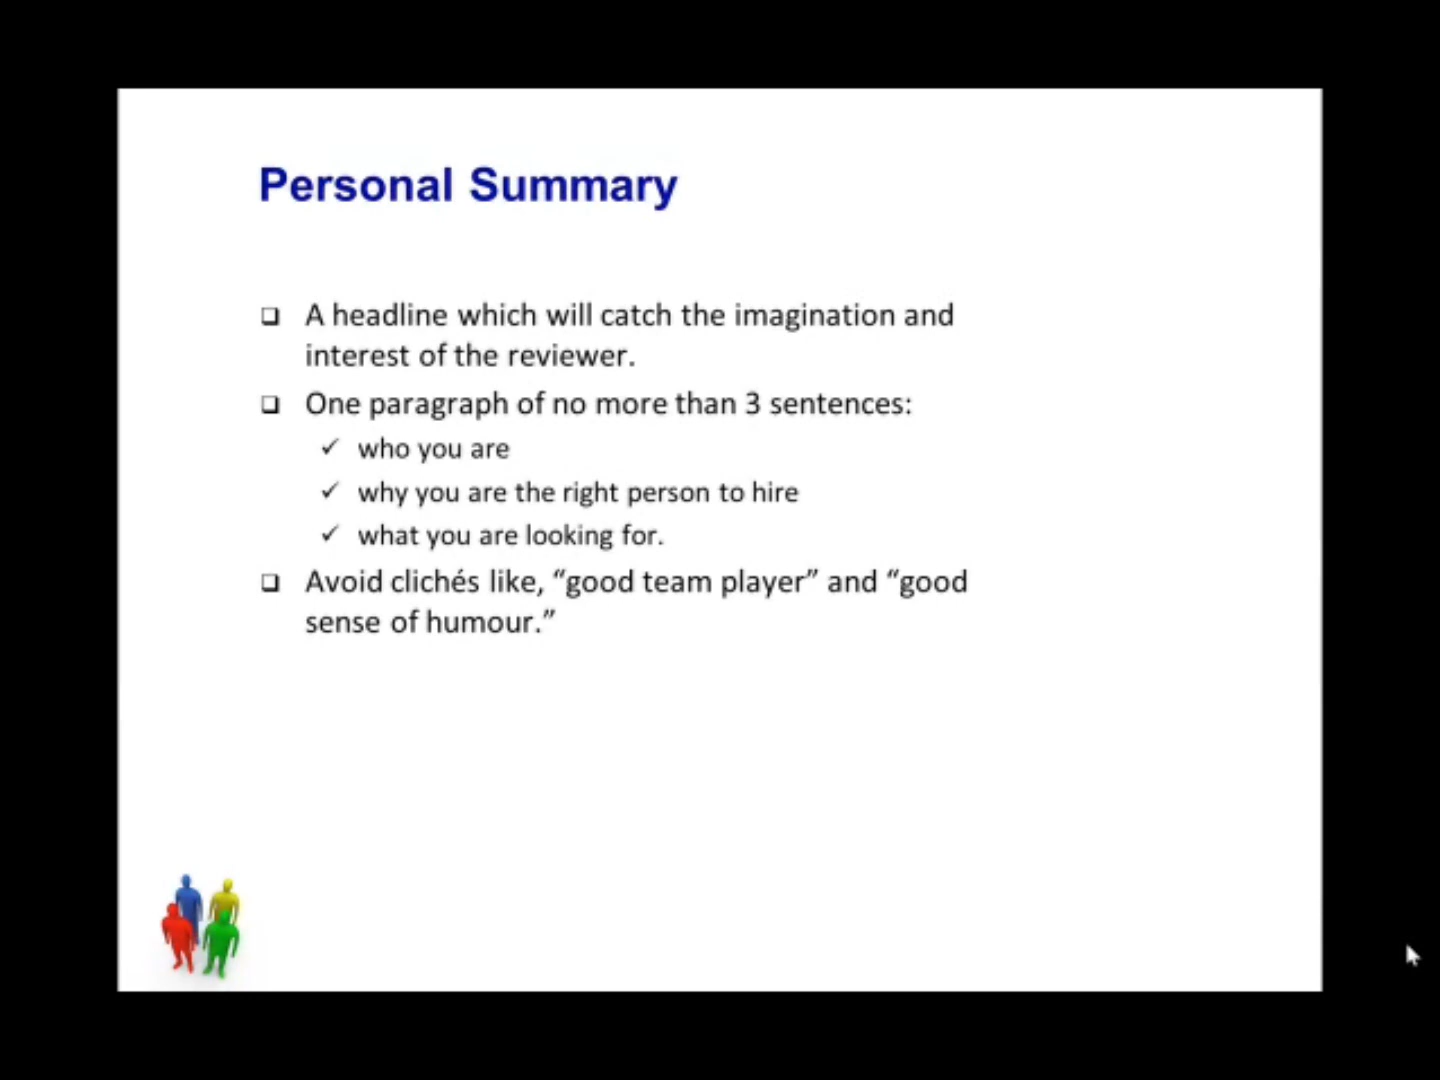 Personal Summary
A headline which will catch the imagination and
interest of the reviewer.
One paragraph of no more than 3 sentences:
who you are
why you are the right person to hire
what you are looking for.
Avoid clichés like, “good team player” and “good
sense of humour.”